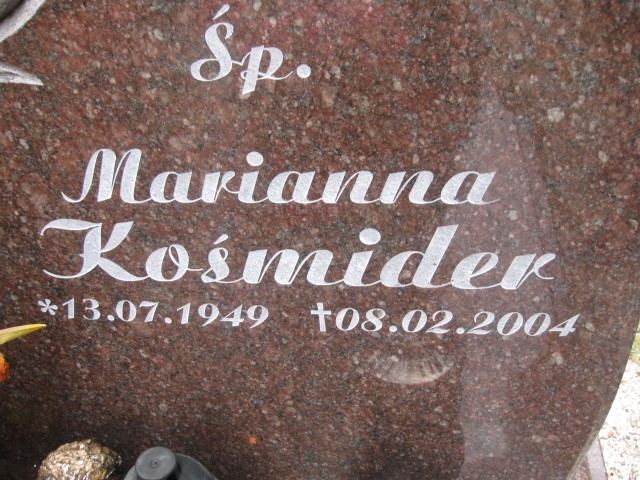 Śp.
Marianna
Kośmider
*13.07.1949 †08.02.2004